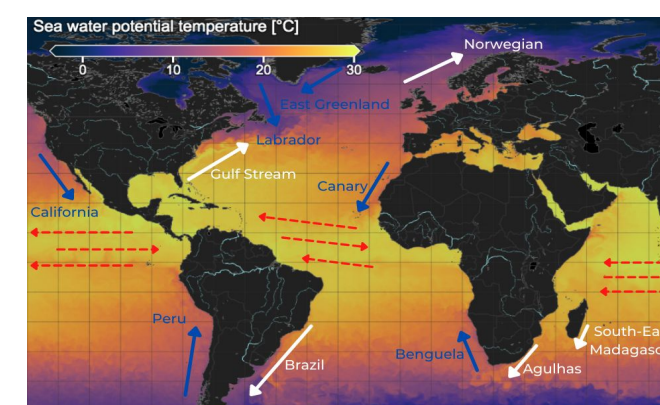 Sea water potential temperature [°C]
0 10 20 30
Norwegian
East Greenland
Labrador
Gulf Stream
Canary
California
Peru
Brazil
Benguela
Agulhas
South-Ea
Madagasc